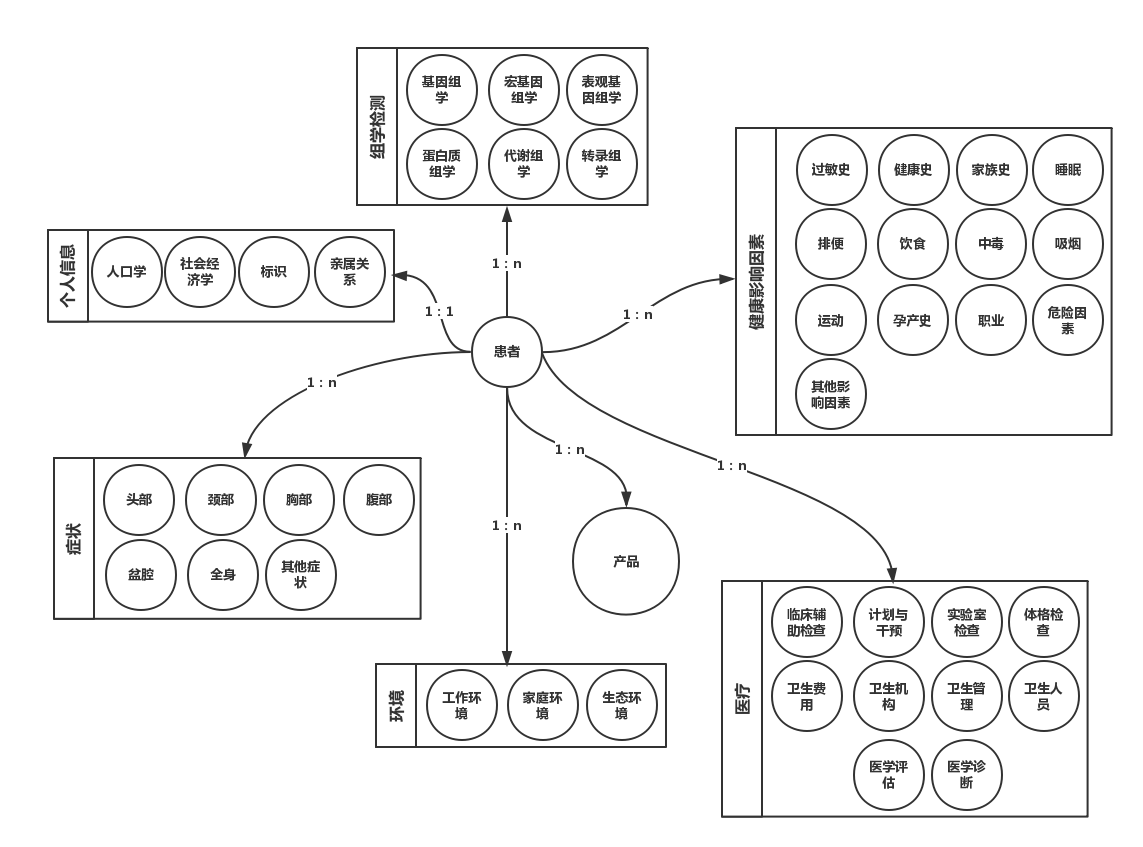 组学检测
基因组
学
宏基因
组学
表观基
因组学
蛋白质
组学
代谢组
学
转录组
学
健康影响因素
过敏史
健康史
家族史
睡眠
排便
饮食
中毒
吸烟
运动
孕产史
职业
危险因
素
其他影
响因素
个人信息
人口学
社会经
济学
标识
亲属关
系
1:n
1:1
1:n
患者
1:n
1:n
1:n
1:n
症状
头部
颈部
胸部
腹部
盆腔
全身
其他症
状
产品
环境
工作环
境
家庭环
境
生态环
境
医疗
临床辅
助检查
计划与
干预
实验室
检查
体格检
查
卫生费
用
卫生机
构
卫生管
理
卫生人
员
医学评
估
医学诊
断